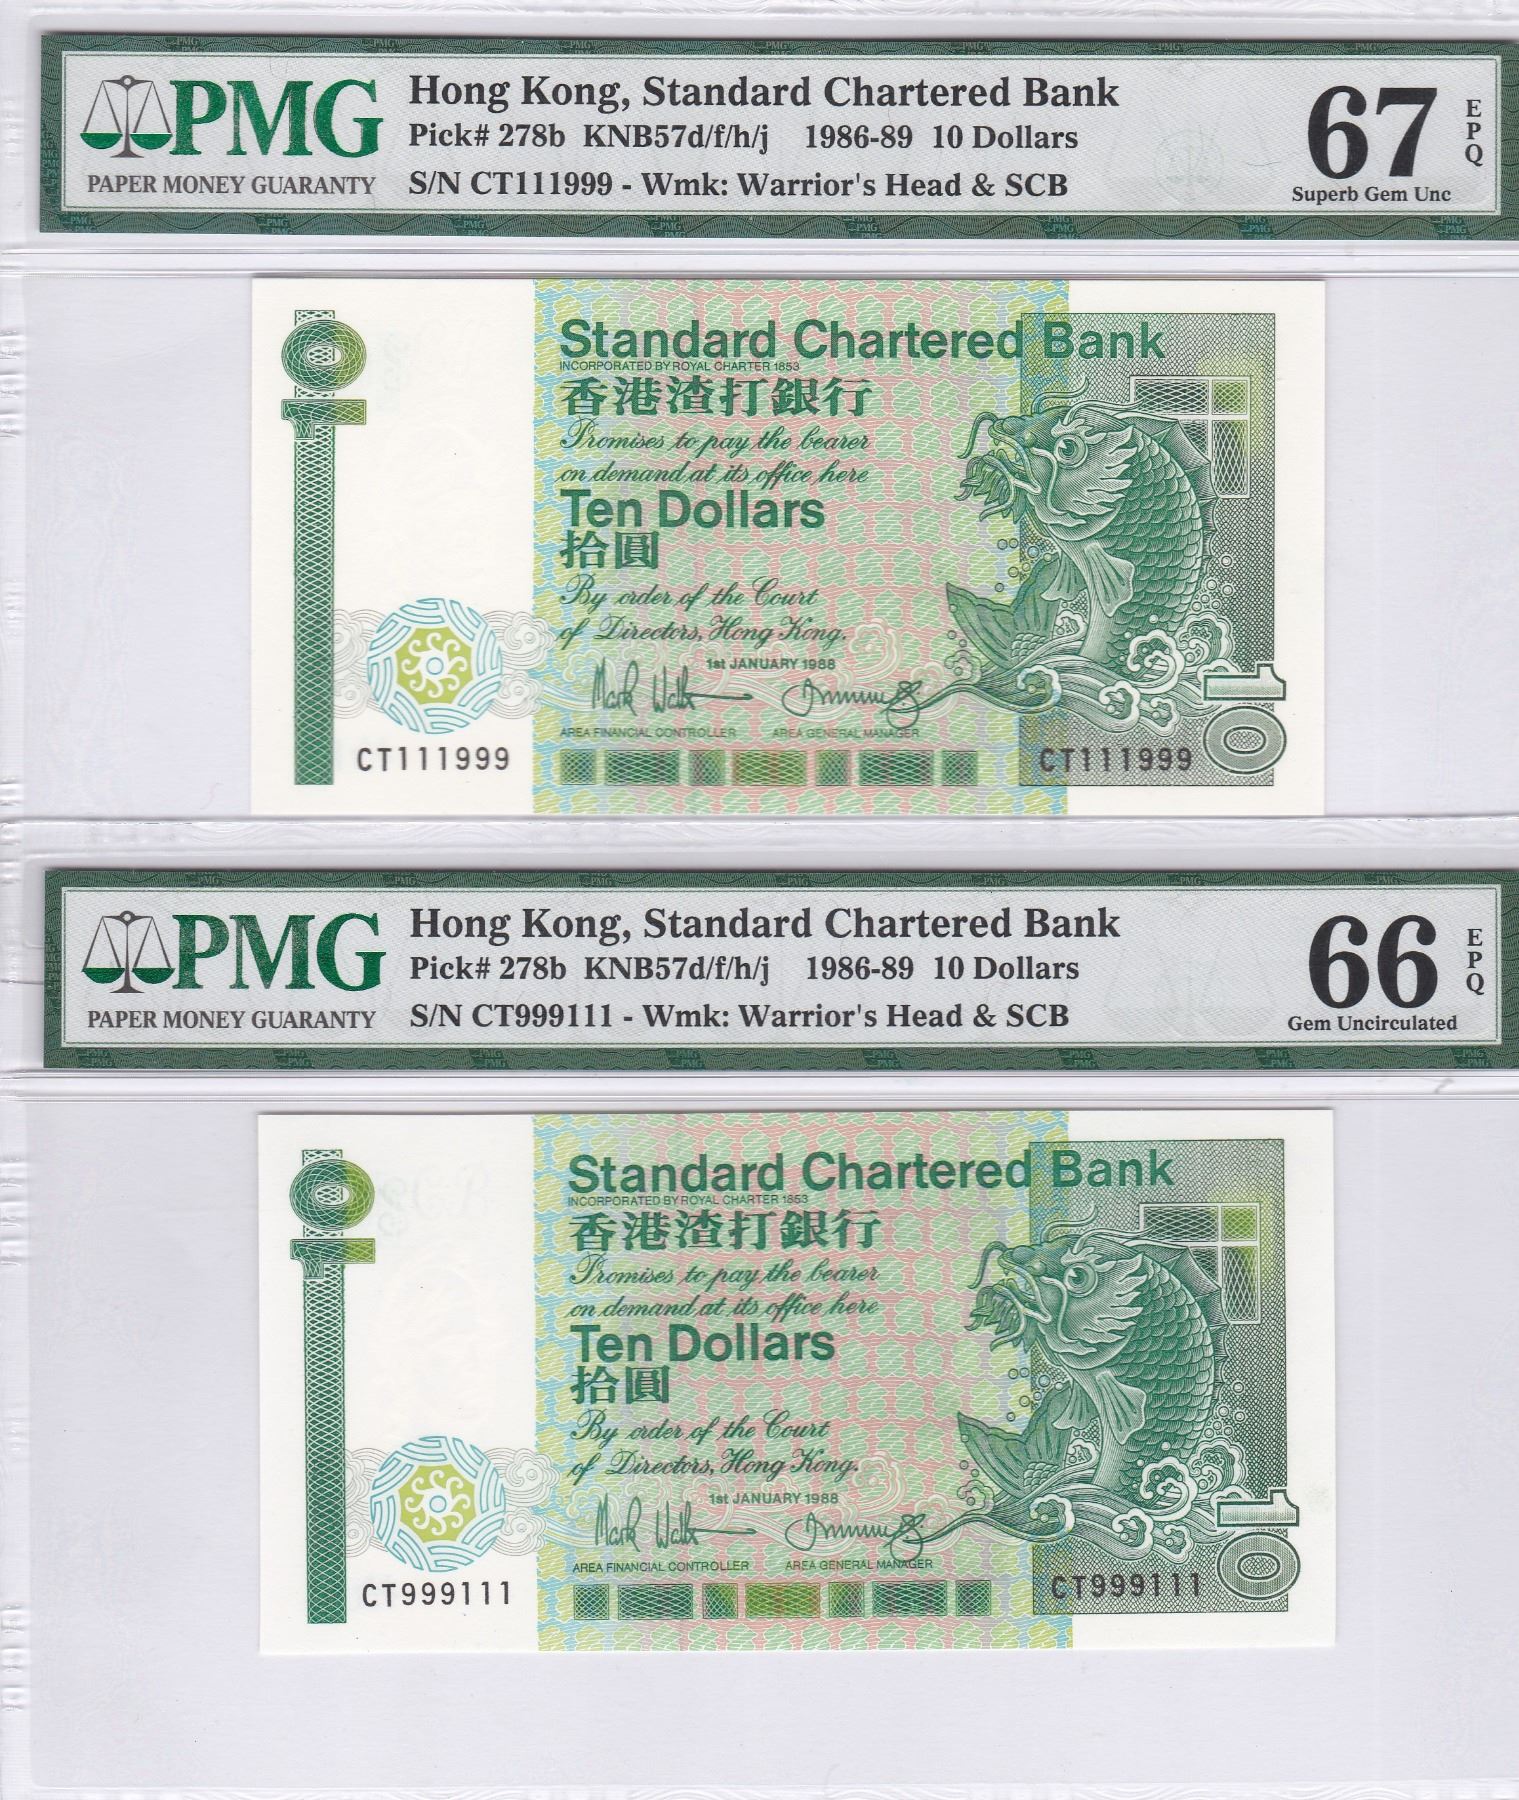 PMG
PAPER MONEY GUARANTY
Hong Kong, Standard Chartered Bank
Pick# 278b KNB57d/f/h/j 1986-89 10 Dollars
S/N CT111999 - Wmk: Warrior's Head & SCB
67
EPQ
Superb Gem Unc
10
Standard Chartered Bank
INCORPORATED BY ROYAL CHARTER 1853
香港渣打銀行
Promises to pay the bearer
on demand at its office here
Ten Dollars
拾圓
By order of the Court
of Directors, Hong Kong.
1st JANUARY 1988
AREA FINANCIAL CONTROLLER AREA GENERAL MANAGER
CT111999 CT111999
10
PMG
PAPER MONEY GUARANTY
Hong Kong, Standard Chartered Bank
Pick# 278b KNB57d/f/h/j 1986-89 10 Dollars
S/N CT999111 - Wmk: Warrior's Head & SCB
66
EPQ
Gem Uncirculated
10
Standard Chartered Bank
INCORPORATED BY ROYAL CHARTER 1853
香港渣打銀行
Promises to pay the bearer
on demand at its office here
Ten Dollars
拾圓
By order of the Court
of Directors, Hong Kong.
1st JANUARY 1988
AREA FINANCIAL CONTROLLER AREA GENERAL MANAGER
CT999111 CT999111
10